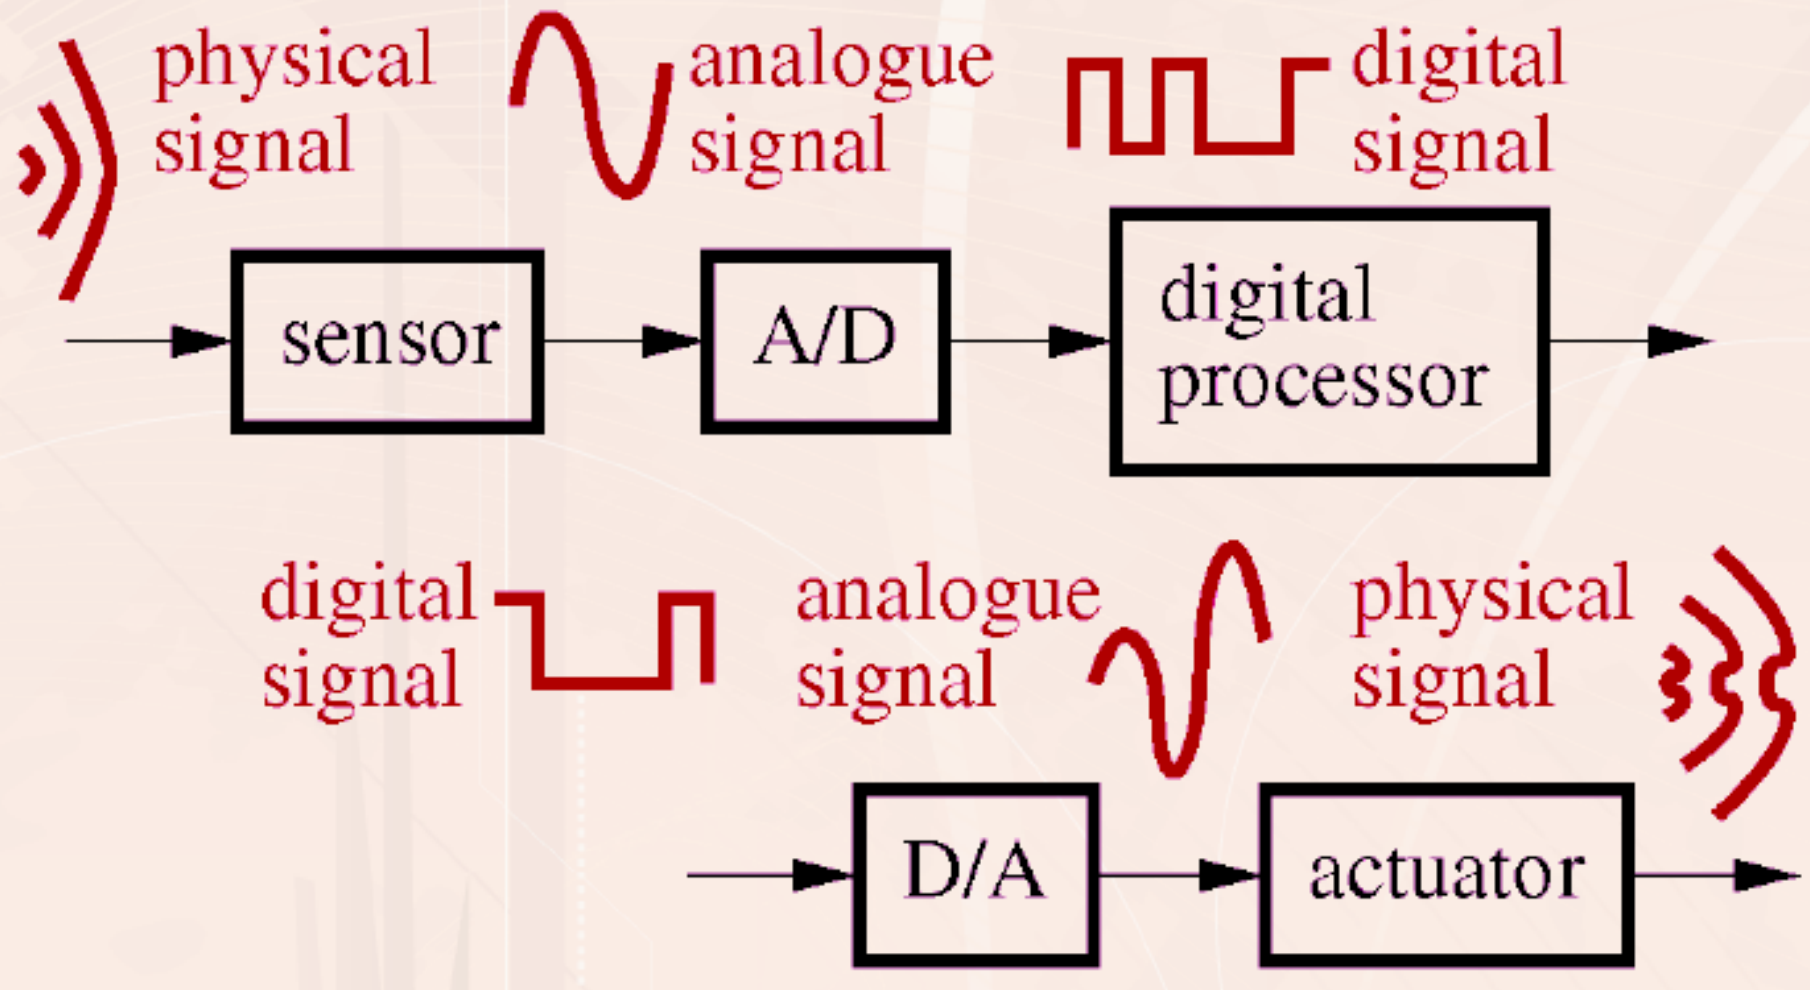 physical
signal
analogue
signal
digital
signal
sensor
A/D
digital
processor
digital
signal
analogue
signal
physical
signal
D/A
actuator